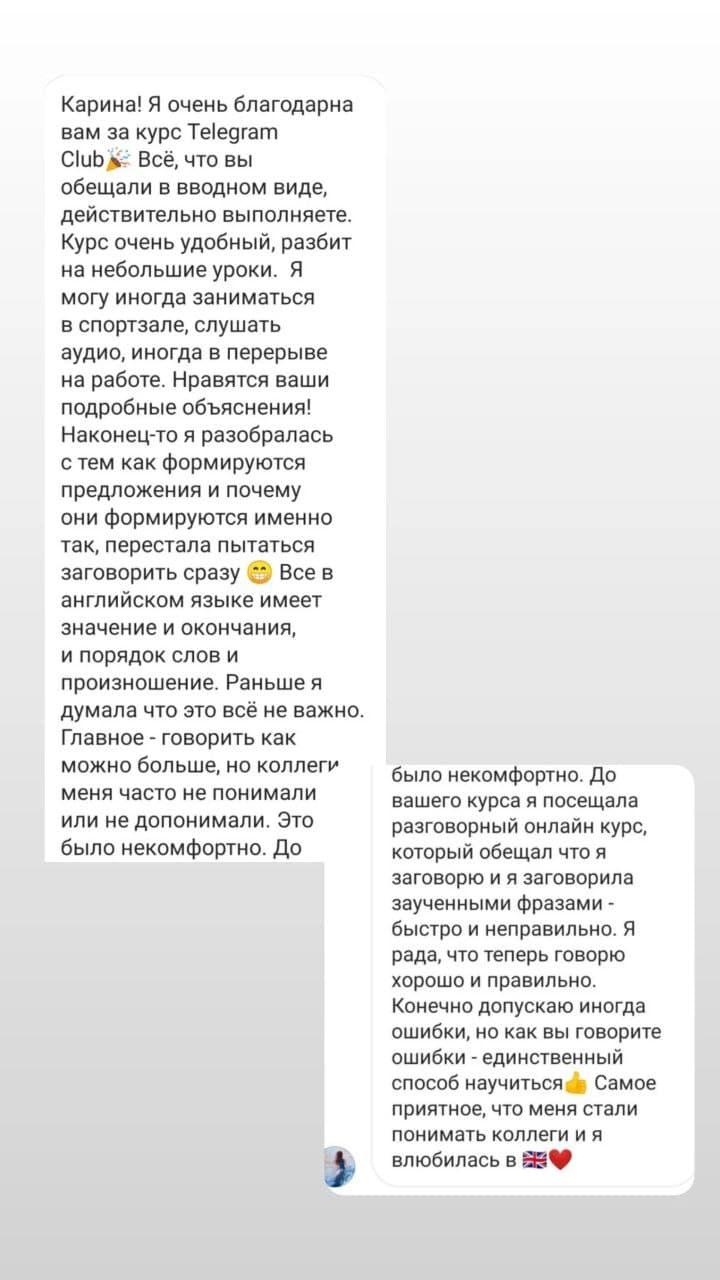 Карина! Я очень благодарна
вам за курс Telegram
Club🎉 Всё, что вы
обещали в вводном виде,
действительно выполняете.
Курс очень удобный, разбит
на небольшие уроки.  Я
могу иногда заниматься
в спортзале, слушать
аудио, иногда в перерыве
на работе. Нравятся ваши
подробные объяснения!
Наконец-то я разобралась
с тем как формируются
предложения и почему
они формируются именно
так, перестала пытаться
заговорить сразу 😁 Все в
английском языке имеет
значение и окончания,
и порядок слов и
произношение. Раньше я
думала что это всё не важно.
Главное - говорить как
можно больше, но коллеги
меня часто не понимали
или не допонимали. Это
было некомфортно. До
было некомфортно. До
вашего курса я посещала
разговорный онлайн курс,
который обещал что я
заговорю и я заговорила
заученными фразами -
быстро и неправильно. Я
рада, что теперь говорю
хорошо и правильно.
Конечно допускаю иногда
ошибки, но как вы говорите
ошибки - единственный
способ научиться👍 Самое
приятное, что меня стали
понимать коллеги и я
влюбилась в 🇬🇧❤️